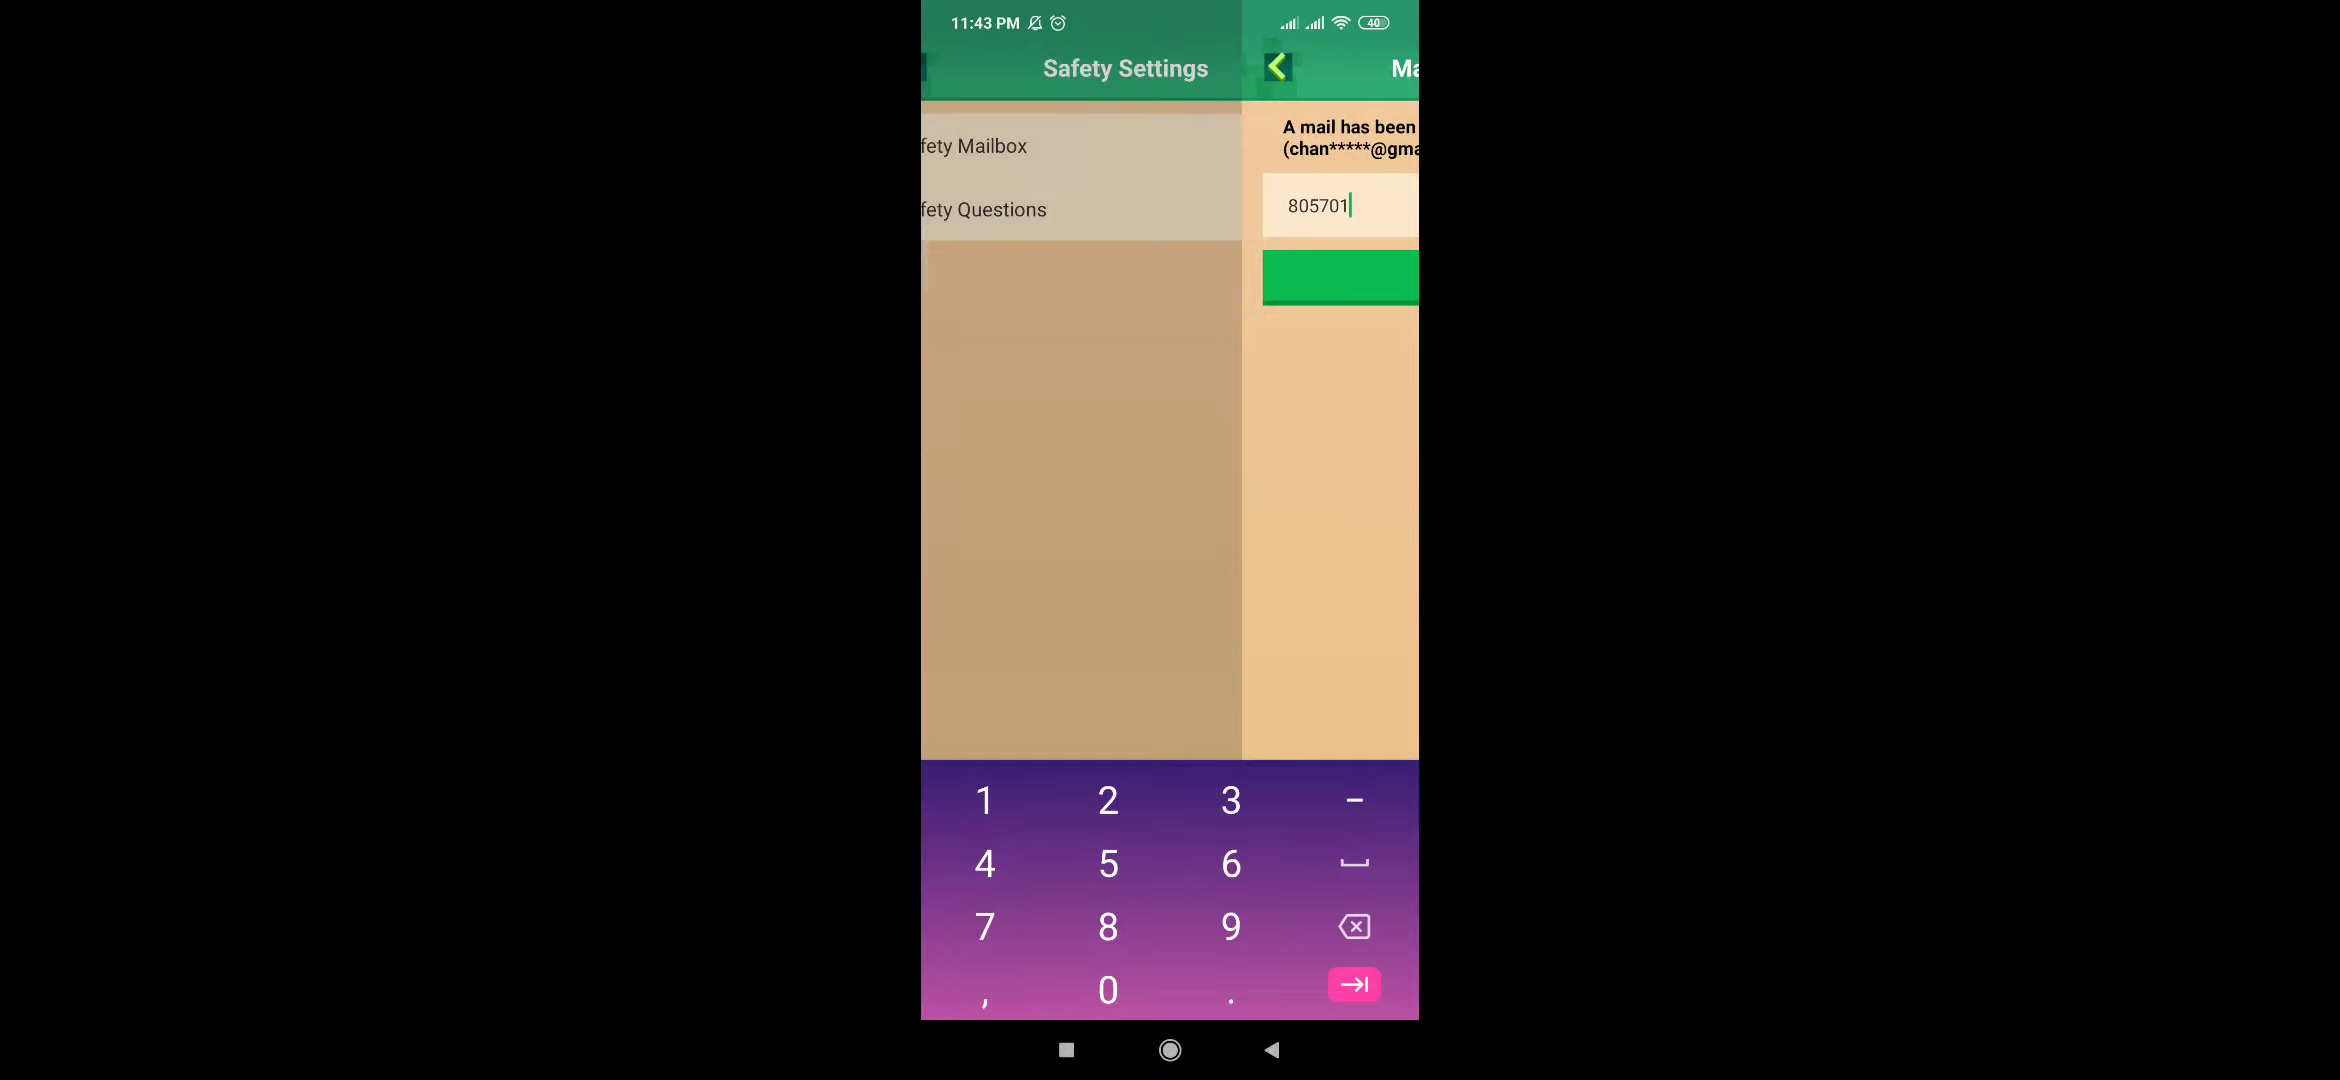 11:43 PM
40
Safety Settings
Ma
fety Mailbox
fety Questions
A mail has been
(chan*****@gma
805701
1 2 3 -
4 5 6
7 8 9
, 0 .